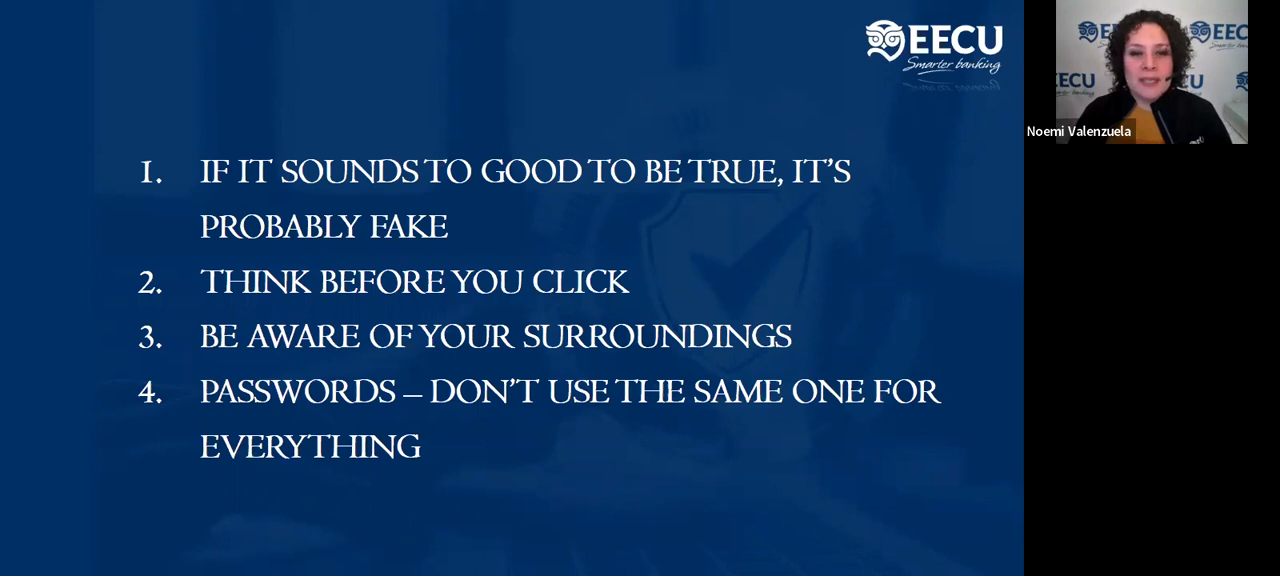 EECU
Smarter banking
1. IF IT SOUNDS TO GOOD TO BE TRUE, IT'S
PROBABLY FAKE
2. THINK BEFORE YOU CLICK
3. BE AWARE OF YOUR SURROUNDINGS
4. PASSWORDS – DON'T USE THE SAME ONE FOR
EVERYTHING
EECU
Noemi Valenzuela